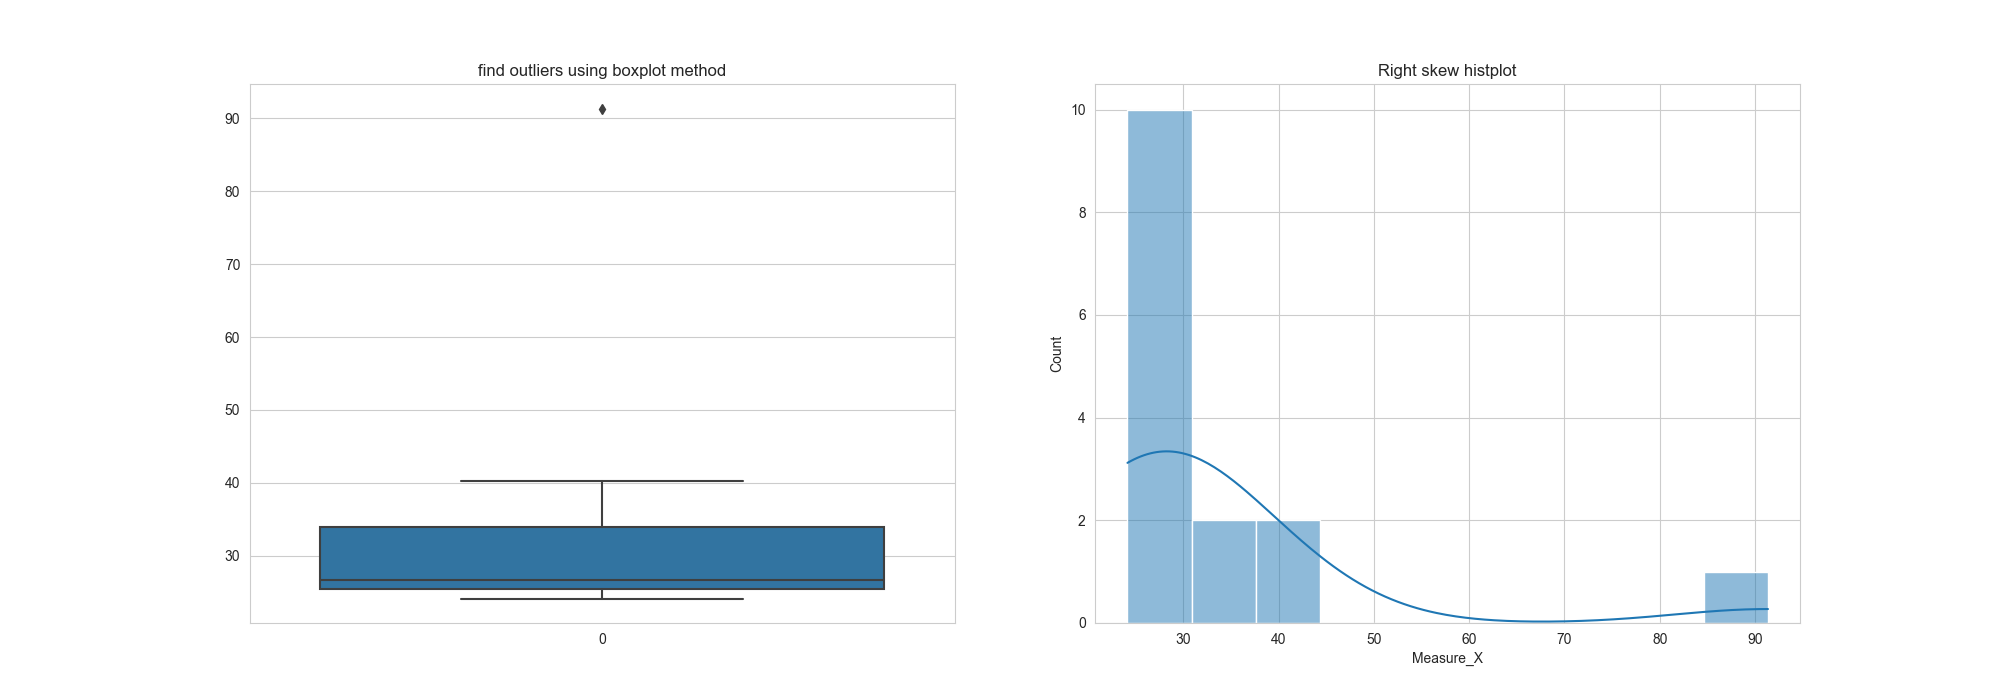 find outliers using boxplot method
90
80
70
60
50
40
30
0
Right skew histplot
10
8
6
4
2
0
Count
30 40 50 60 70 80 90
Measure_X